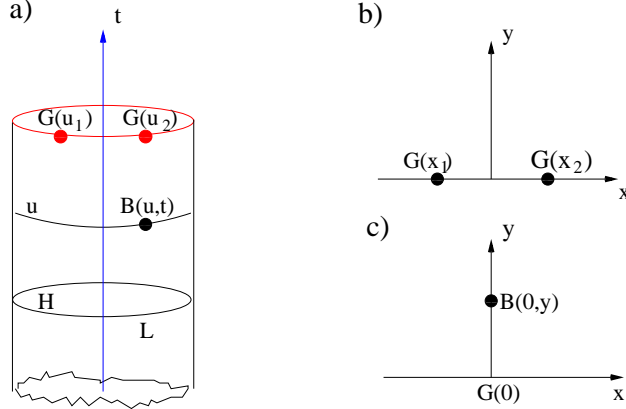 a)
t
G(u₁) G(u₂)
u
B(u,t)
H
L
b)
y
G(x₁)
G(x₂)
x
c)
y
B(0,y)
G(0)
x